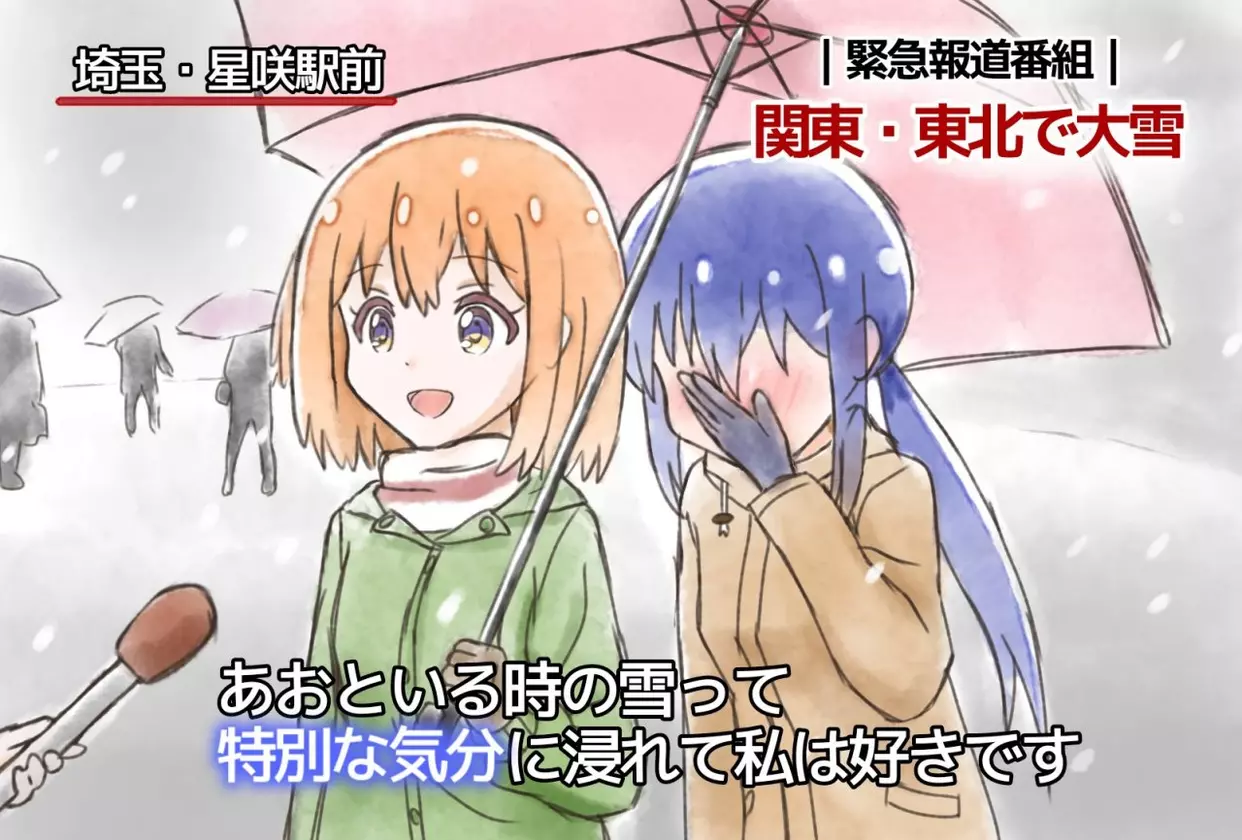 埼玉・星咲駅前
｜緊急報道番組｜
関東・東北で大雪
あおといる時の雪って
特別な気分に浸れて私は好きです